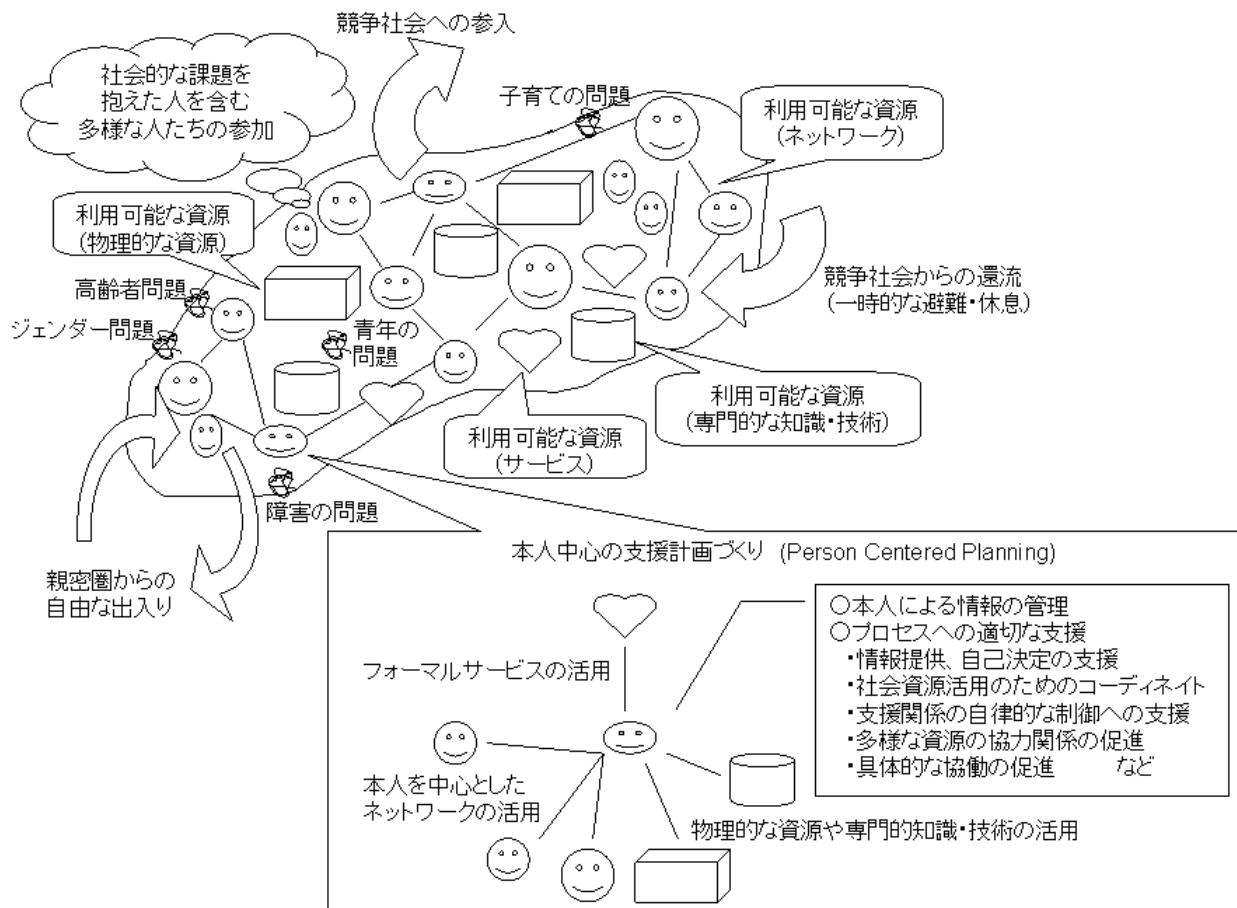 競争社会への参入
社会的な課題を
抱えた人を含む
多様な人たちの参加
子育ての問題
利用可能な資源
(ネットワーク)
利用可能な資源
(物理的な資源)
高齢者問題
ジェンダー問題
青年の
問題
競争社会からの還流
(一時的な避難・休息)
利用可能な資源
(専門的な知識・技術)
利用可能な資源
(サービス)
障害の問題
親密圏からの
自由な出入り
本人中心の支援計画づくり (Person Centered Planning)
フォーマルサービスの活用
本人を中心とした
ネットワークの活用
物理的な資源や専門的知識・技術の活用
○本人による情報の管理
○プロセスへの適切な支援
・情報提供、自己決定の支援
・社会資源活用のためのコーディネイト
・支援関係の自律的な制御への支援
・多様な資源の協力関係の促進
・具体的な協働の促進 など